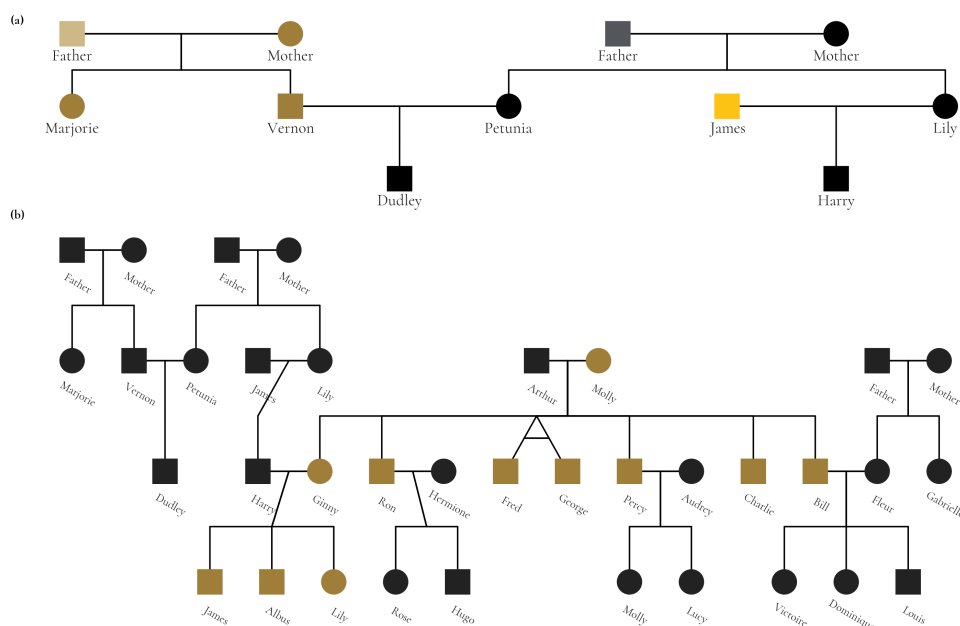 (a)
Father Mother Father Mother
Marjorie Vernon Petunia James Lily
Dudley Harry
(b)
Father Mother Father Mother
Marjorie Vernon Petunia James Lily Arthur Molly Father Mother
Dudley Harry Ginny Ron Hermione Fred George Percy Audrey Charlie Bill Fleur Gabrielle
James Albus Lily Rose Hugo Molly Lucy Victoire Dominique Louis